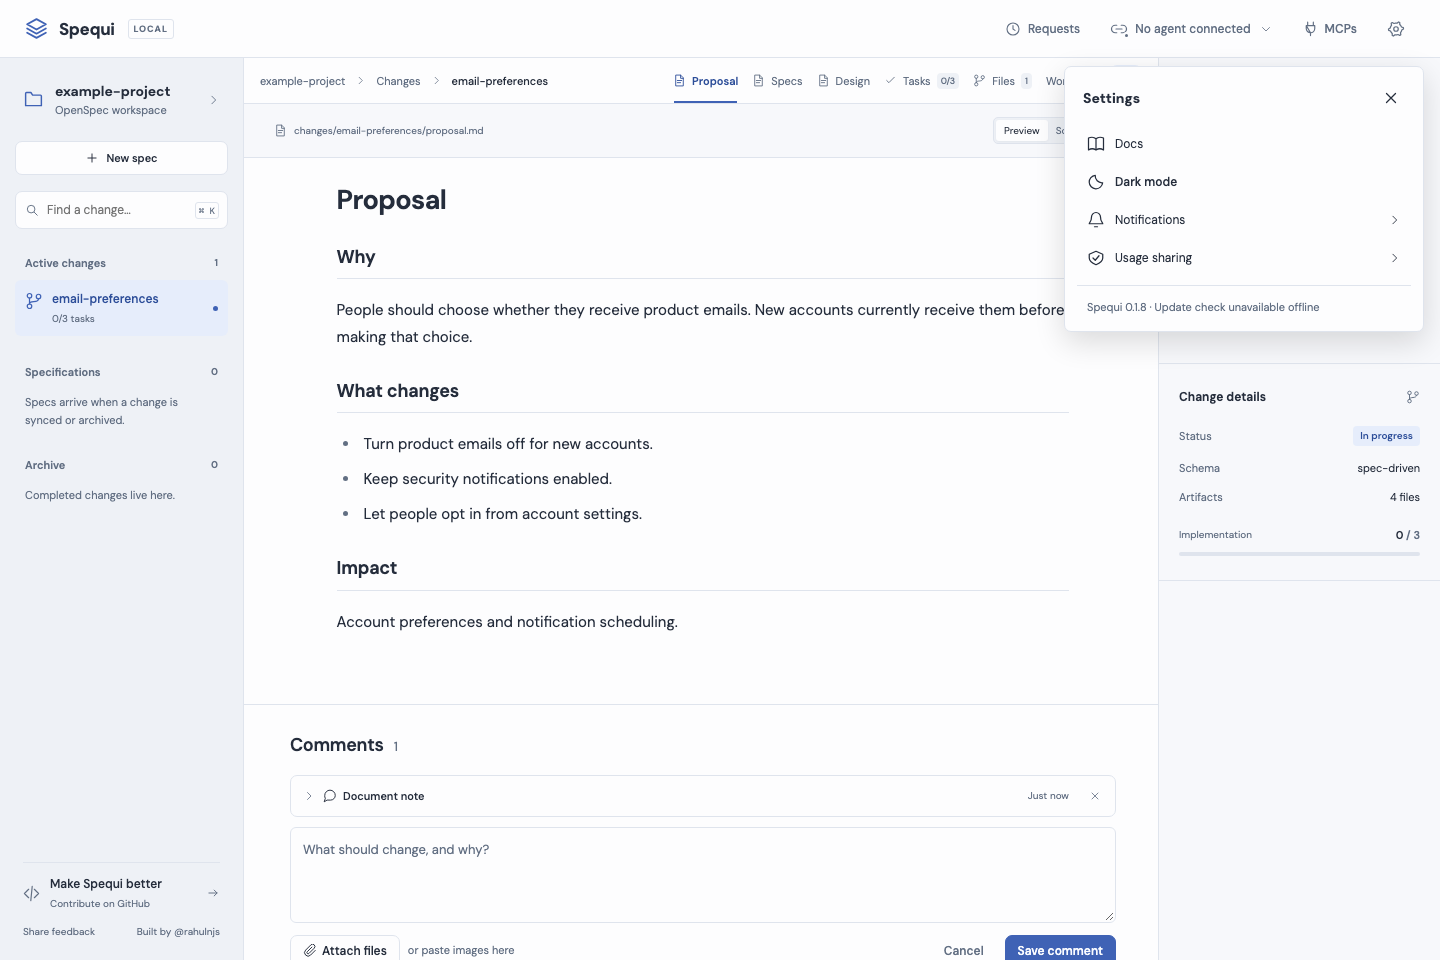 Spequi
LOCAL
Requests
No agent connected
MCPs
example-project
OpenSpec workspace
New spec
Find a change...
⌘ K
Active changes 1
email-preferences
0/3 tasks
Specifications 0
Specs arrive when a change is
synced or archived.
Archive 0
Completed changes live here.
Make Spequi better
Contribute on GitHub
Share feedback
Built by @rahulnjs
example-project > Changes > email-preferences
Proposal
Specs
Design
Tasks 0/3
Files 1
changes/email-preferences/proposal.md
Preview
Proposal
Why
People should choose whether they receive product emails. New accounts currently receive them before
making that choice.
What changes
• Turn product emails off for new accounts.
• Keep security notifications enabled.
• Let people opt in from account settings.
Impact
Account preferences and notification scheduling.
Comments 1
Document note
Just now
What should change, and why?
Attach files
or paste images here
Cancel
Save comment
Settings
Docs
Dark mode
Notifications
Usage sharing
Spequi 0.1.8 · Update check unavailable offline
Change details
Status In progress
Schema spec-driven
Artifacts 4 files
Implementation 0 / 3